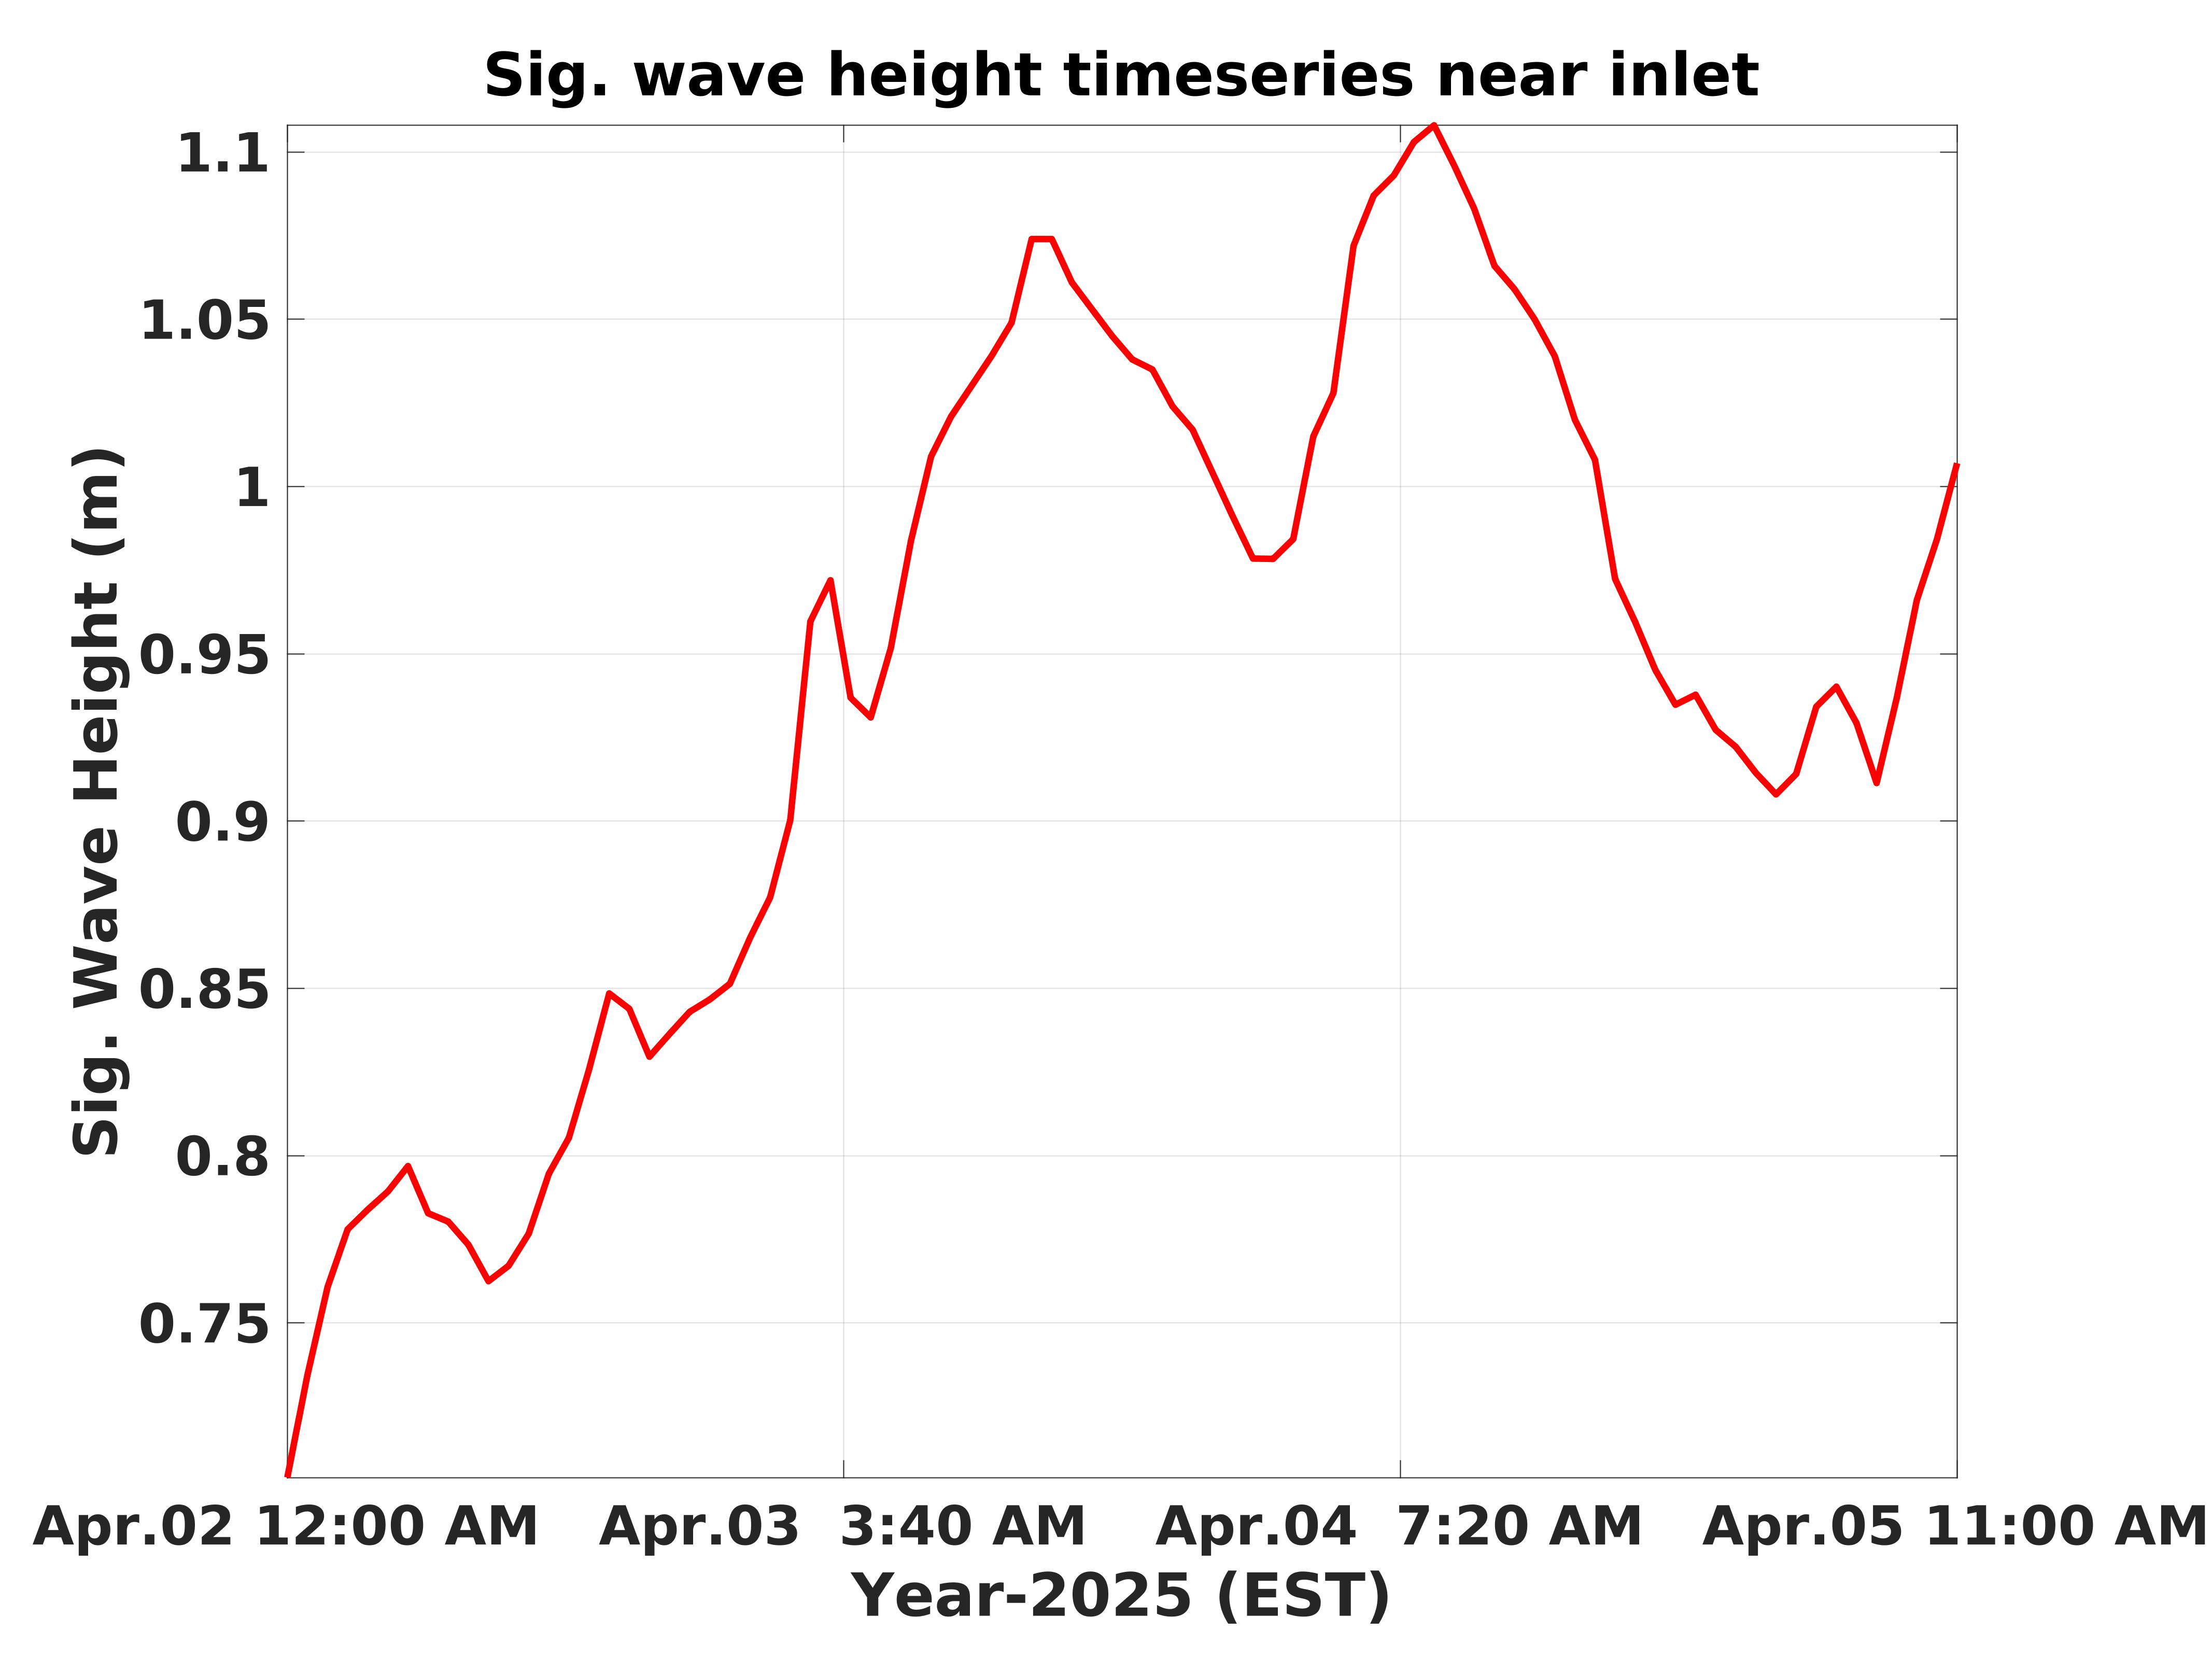 Sig. wave height timeseries near inlet
1.1
1.05
1
0.95
0.9
0.85
0.8
0.75
Sig. Wave Height (m)
Apr.02 12:00 AM Apr.03 3:40 AM Apr.04 7:20 AM Apr.05 11:00 AM
Year-2025 (EST)